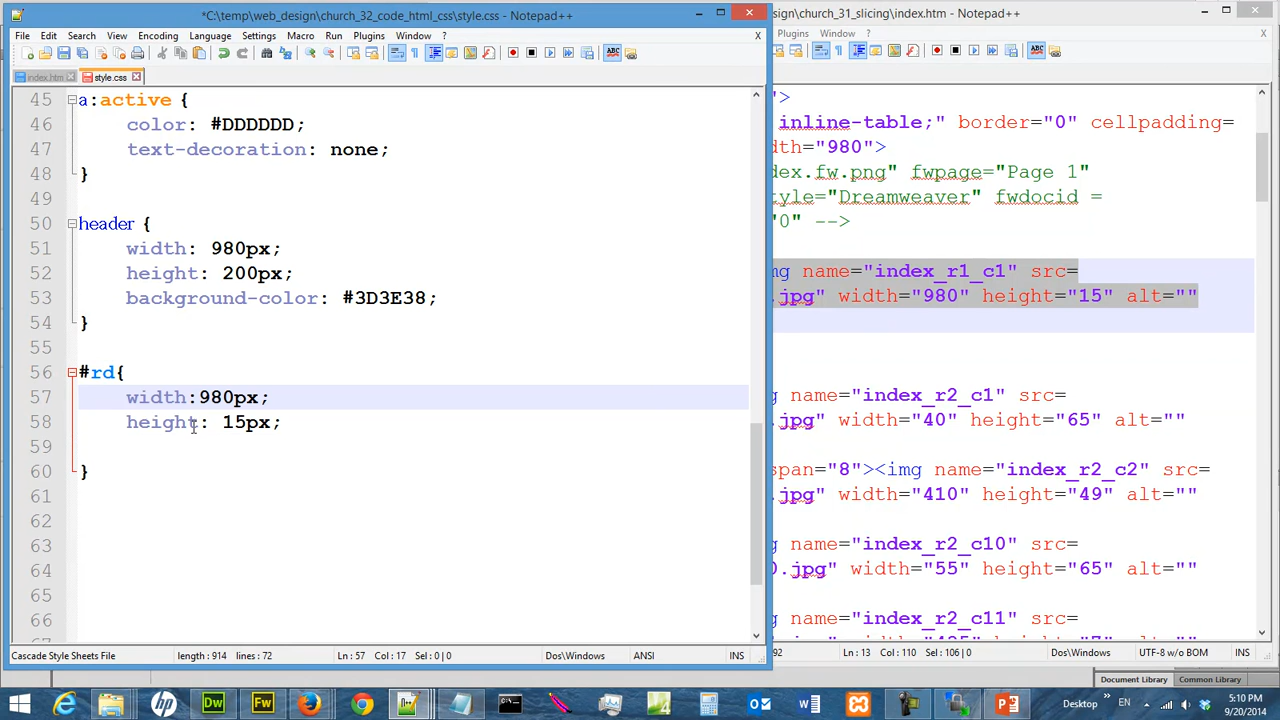 *C:\temp\web_design\church_32_code_html_css\style.css - Notepad++
File Edit Search View Encoding Language Settings Macro Run Plugins Window ? X
index.htm style.css
45 a:active {
46 color: #DDDDDD;
47 text-decoration: none;
48 }
49
50 header {
51 width: 980px;
52 height: 200px;
53 background-color: #3D3E38;
54 }
55
56 #rd{
57 width:980px;
58 height: 15px;
59
60 }
61
62
63
64
65
66
Cascade Style Sheets File length : 914 lines : 72 Ln : 57 Col : 17 Sel : 0 | 0 Dos\Windows ANSI INS
design\church_31_slicing\index.htm - Notepad++
Plugins Window ? X
">
inline-table;" border="0" cellpadding=
dth="980">
dex.fw.png" fwpage="Page 1"
tyle="Dreamweaver" fwdocid =
"0" -->
mg name="index_r1_c1" src=
.jpg" width="980" height="15" alt=""
g name="index_r2_c1" src=
.jpg" width="40" height="65" alt=""
span="8"><img name="index_r2_c2" src=
.jpg" width="410" height="49" alt=""
g name="index_r2_c10" src=
0.jpg" width="55" height="65" alt=""
g name="index_r2_c11" src=
92 Ln : 13 Col : 110 Sel : 106 | 0 Dos\Windows UTF-8 w/o BOM INS
Document Library Common Library
Desktop EN 5:10 PM
9/20/2014